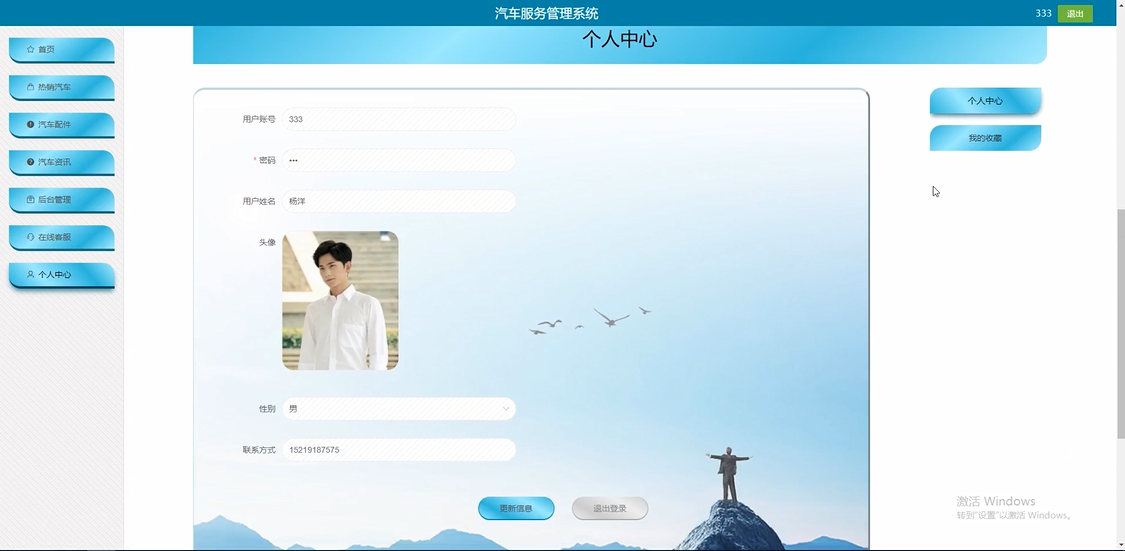 汽车服务管理系统
333 退出
个人中心
首页
热销汽车
汽车配件
汽车资讯
后台管理
在线客服
个人中心
用户账号 333
* 密码 •••
用户姓名 杨洋
头像
性别 男
联系方式 15219187575
更新信息 退出登录
个人中心
我的收藏
激活 Windows
转到"设置"以激活 Windows。